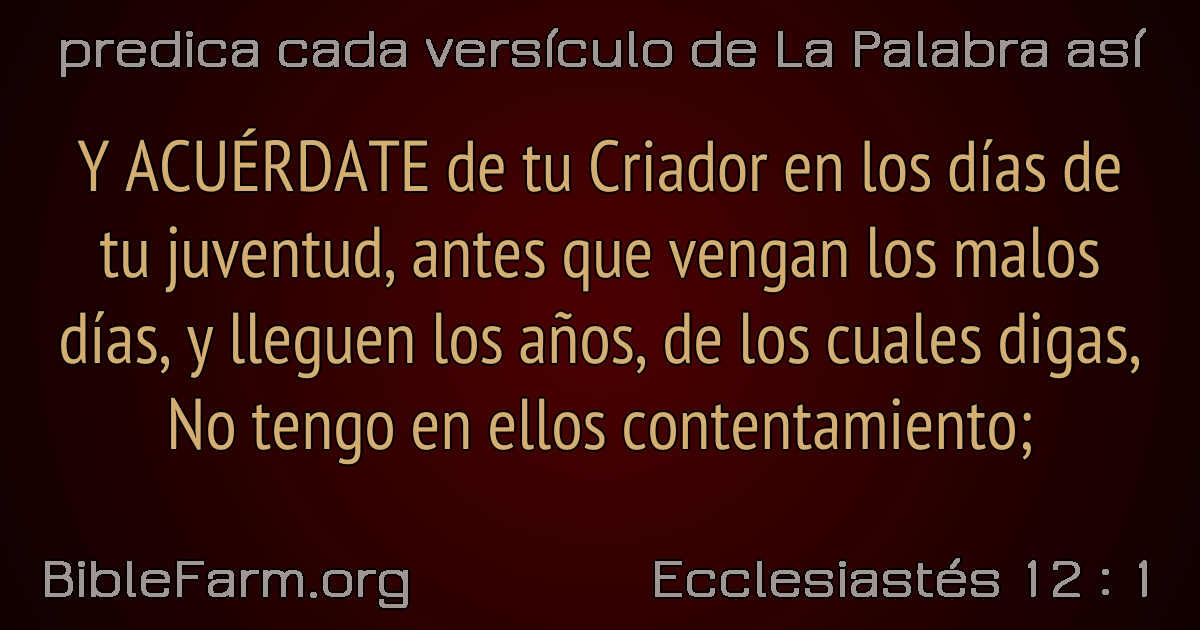 predica cada versículo de La Palabra así
Y ACUÉRDATE de tu Criador en los días de
tu juventud, antes que vengan los malos
días, y lleguen los años, de los cuales digas,
No tengo en ellos contentamiento;
BibleFarm.org
Ecclesiastés 12 : 1